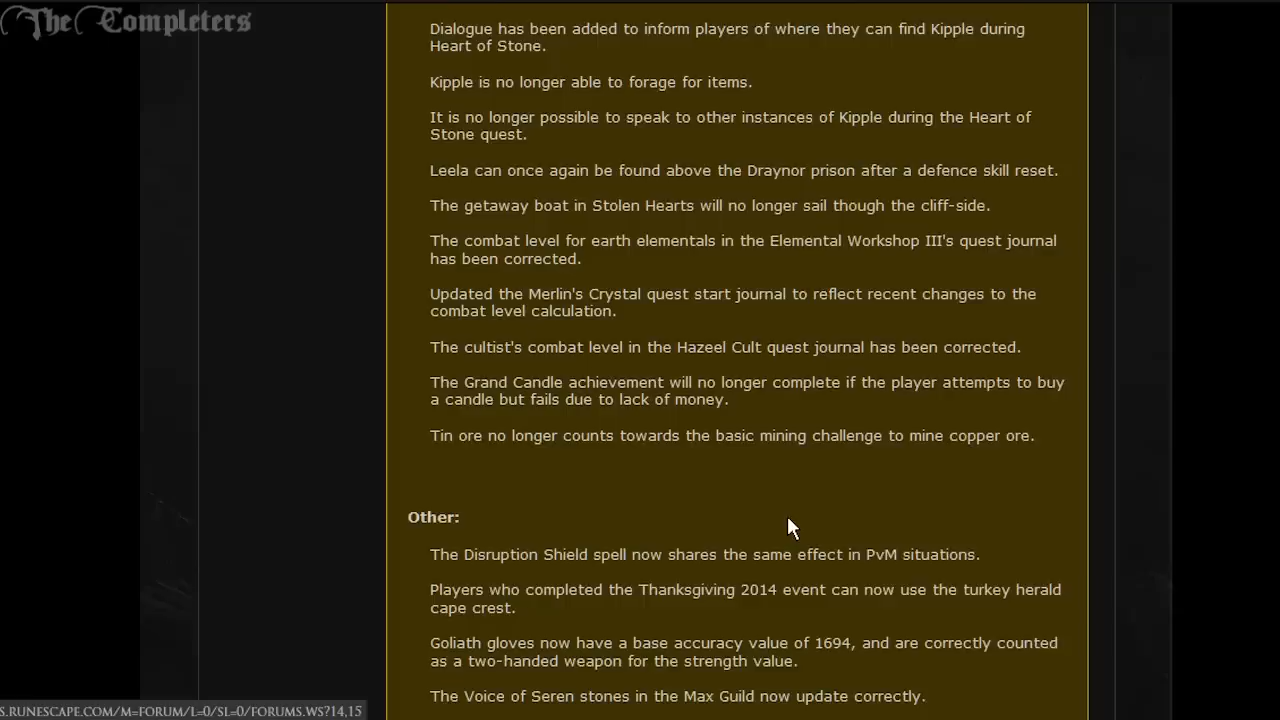 The Completers
Dialogue has been added to inform players of where they can find Kipple during
Heart of Stone.
Kipple is no longer able to forage for items.
It is no longer possible to speak to other instances of Kipple during the Heart of
Stone quest.
Leela can once again be found above the Draynor prison after a defence skill reset.
The getaway boat in Stolen Hearts will no longer sail though the cliff-side.
The combat level for earth elementals in the Elemental Workshop III's quest journal
has been corrected.
Updated the Merlin's Crystal quest start journal to reflect recent changes to the
combat level calculation.
The cultist's combat level in the Hazeel Cult quest journal has been corrected.
The Grand Candle achievement will no longer complete if the player attempts to buy
a candle but fails due to lack of money.
Tin ore no longer counts towards the basic mining challenge to mine copper ore.
Other:
The Disruption Shield spell now shares the same effect in PvM situations.
Players who completed the Thanksgiving 2014 event can now use the turkey herald
cape crest.
Goliath gloves now have a base accuracy value of 1694, and are correctly counted
as a two-handed weapon for the strength value.
The Voice of Seren stones in the Max Guild now update correctly.
S.RUNESCAPE.COM/M=FORUM/L=0/SL=0/FORUMS.WS?14,15